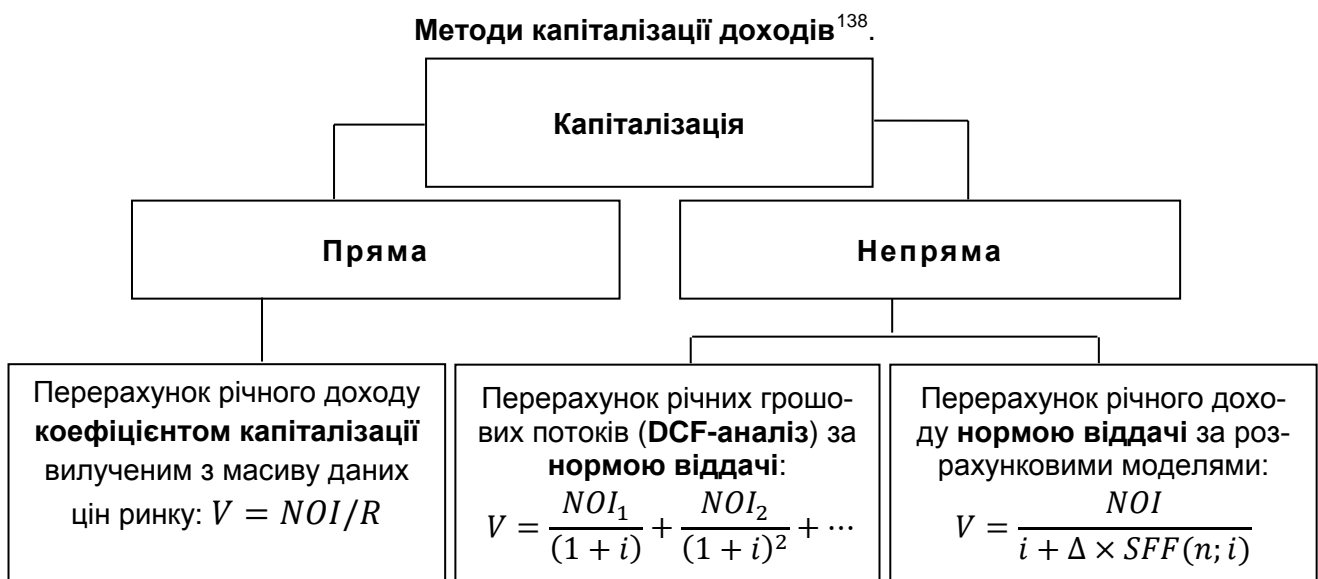 Методи капіталізації доходів¹³⁸.
Капіталізація
Пряма
Непряма
Перерахунок річного доходу
коефіцієнтом капіталізації
вилученим з масиву даних
цін ринку: V = NOI/R
Перерахунок річних грошо-
вих потоків (DCF-аналіз) за
нормою віддачі:
V = NOI₁/(1 + i) + NOI₂/(1 + i)² + ⋯
Перерахунок річного дохо-
ду нормою віддачі за роз-
рахунковими моделями:
V = NOI/(i + Δ × SFF(n; i))